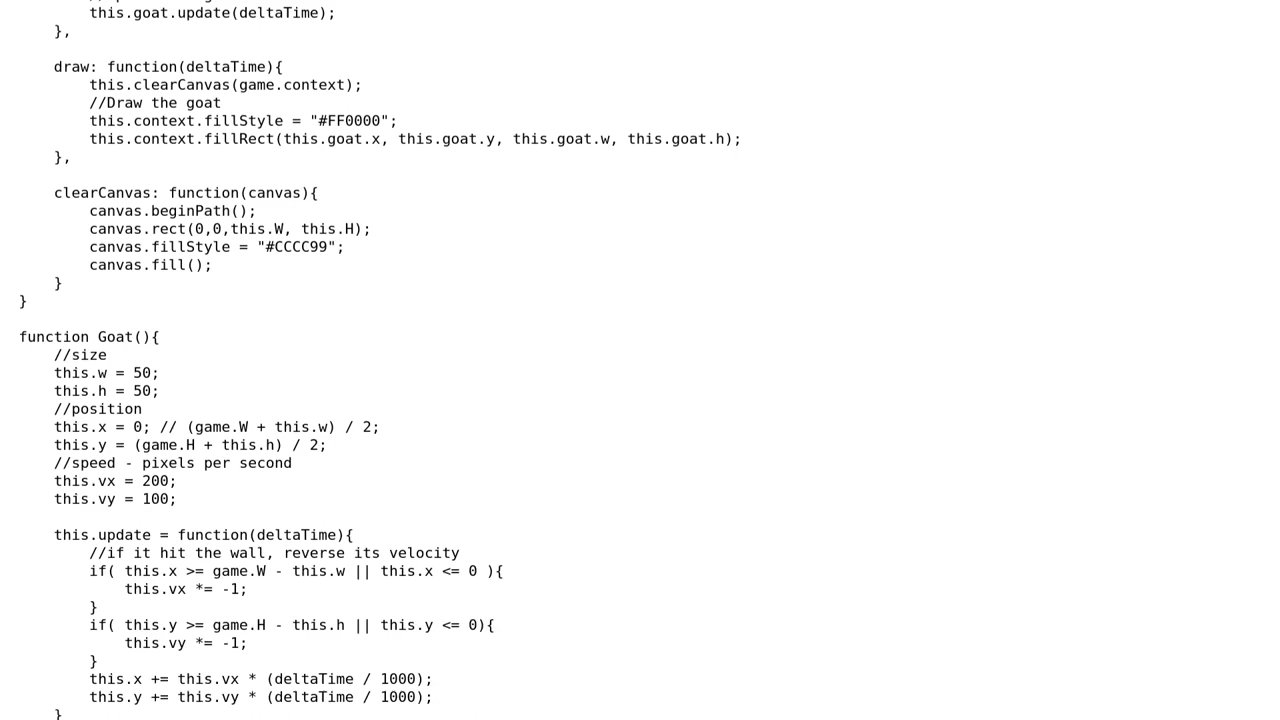 this.goat.update(deltaTime);
},
draw: function(deltaTime){
this.clearCanvas(game.context);
//Draw the goat
this.context.fillStyle = "#FF0000";
this.context.fillRect(this.goat.x, this.goat.y, this.goat.w, this.goat.h);
},
clearCanvas: function(canvas){
canvas.beginPath();
canvas.rect(0,0,this.W, this.H);
canvas.fillStyle = "#CCCC99";
canvas.fill();
}
}
function Goat(){
//size
this.w = 50;
this.h = 50;
//position
this.x = 0; // (game.W + this.w) / 2;
this.y = (game.H + this.h) / 2;
//speed - pixels per second
this.vx = 200;
this.vy = 100;
this.update = function(deltaTime){
//if it hit the wall, reverse its velocity
if( this.x >= game.W - this.w || this.x <= 0 ){
this.vx *= -1;
}
if( this.y >= game.H - this.h || this.y <= 0){
this.vy *= -1;
}
this.x += this.vx * (deltaTime / 1000);
this.y += this.vy * (deltaTime / 1000);
}